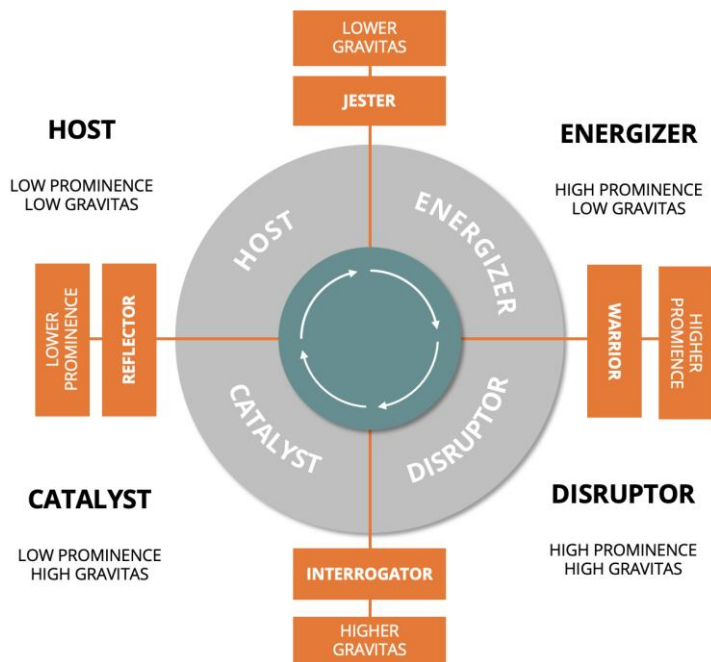 LOWER
GRAVITAS
JESTER
HOST
LOW PROMINENCE
LOW GRAVITAS
ENERGIZER
HIGH PROMINENCE
LOW GRAVITAS
HOST
ENERGIZER
LOWER
PROMINENCE
REFLECTOR
WARRIOR
HIGHER
PROMIENCE
CATALYST
DISRUPTOR
CATALYST
LOW PROMINENCE
HIGH GRAVITAS
DISRUPTOR
HIGH PROMINENCE
HIGH GRAVITAS
INTERROGATOR
HIGHER
GRAVITAS